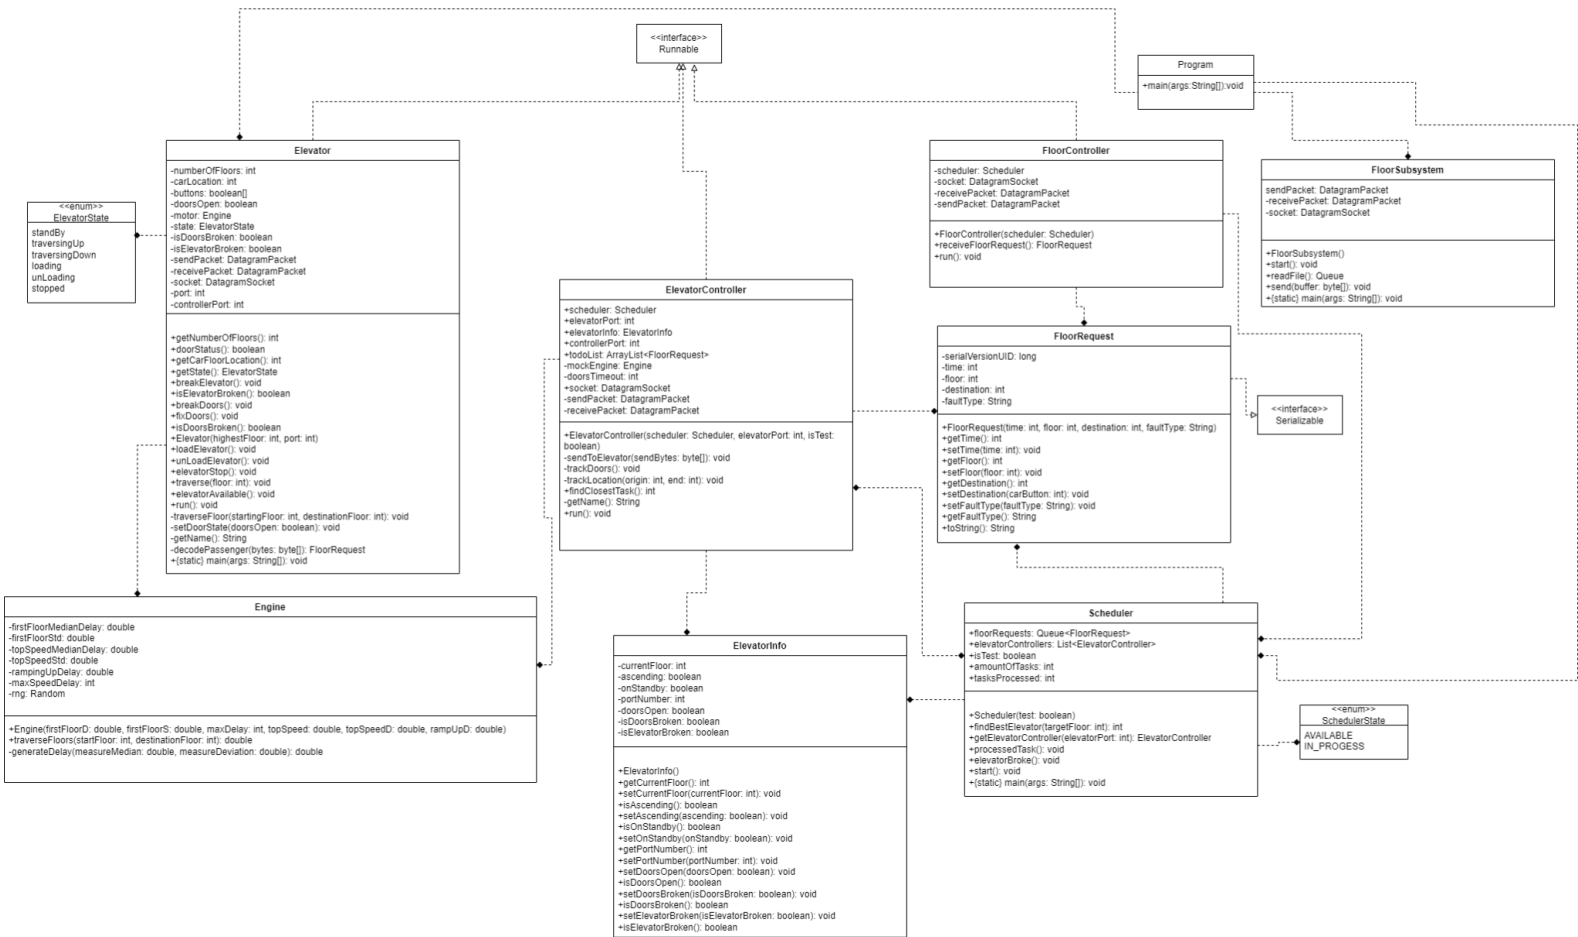 <<interface>>
Runnable
Program
+main(args:String[]):void
Elevator
-numberOfFloors: int
-carLocation: int
-buttons: boolean[]
-doorsOpen: boolean
-motor: Engine
-state: ElevatorState
-isDoorsBroken: boolean
-isElevatorBroken: boolean
-sendPacket: DatagramPacket
-receivePacket: DatagramPacket
-socket: DatagramSocket
-port: int
-controllerPort: int
+getNumberOfFloors(): int
+doorStatus(): boolean
+getCarFloorLocation(): int
+getState(): ElevatorState
+breakElevator(): void
+isElevatorBroken(): boolean
+breakDoors(): void
+fixDoors(): void
+isDoorsBroken(): boolean
+Elevator(highestFloor: int, port: int)
+loadElevator(): void
+unLoadElevator(): void
+elevatorStop(): void
+traverse(floor: int): void
+elevatorAvailable(): void
+run(): void
-traverseFloor(startingFloor: int, destinationFloor: int): void
-setDoorState(doorsOpen: boolean): void
-getName(): String
-decodePassenger(bytes: byte[]): FloorRequest
+{static} main(args: String[]): void
<<enum>>
ElevatorState
standBy
traversingUp
traversingDown
loading
unLoading
stopped
FloorController
-scheduler: Scheduler
-socket: DatagramSocket
-receivePacket: DatagramPacket
-sendPacket: DatagramPacket
+FloorController(scheduler: Scheduler)
+receiveFloorRequest(): FloorRequest
+run(): void
FloorSubsystem
sendPacket: DatagramPacket
-receivePacket: DatagramPacket
-socket: DatagramSocket
+FloorSubsystem()
+start(): void
+readFile(): Queue
+send(buffer: byte[]): void
+{static} main(args: String[]): void
ElevatorController
+scheduler: Scheduler
+elevatorPort: int
+elevatorInfo: ElevatorInfo
+controllerPort: int
+todoList: ArrayList<FloorRequest>
-mockEngine: Engine
-doorsTimeout: int
+socket: DatagramSocket
-sendPacket: DatagramPacket
-receivePacket: DatagramPacket
+ElevatorController(scheduler: Scheduler, elevatorPort: int, isTest:
boolean)
-sendToElevator(sendBytes: byte[]): void
-trackDoors(): void
-trackLocation(origin: int, end: int): void
+findClosestTask(): int
-getName(): String
+run(): void
FloorRequest
-serialVersionUID: long
-time: int
-floor: int
-destination: int
-faultType: String
+FloorRequest(time: int, floor: int, destination: int, faultType: String)
+getTime(): int
+setTime(time: int): void
+getFloor(): int
+setFloor(floor: int): void
+getDestination(): int
+setDestination(carButton: int): void
+setFaultType(faultType: String): void
+getFaultType(): String
+toString(): String
<<interface>>
Serializable
Engine
-firstFloorMedianDelay: double
-firstFloorStd: double
-topSpeedMedianDelay: double
-topSpeedStd: double
-rampingUpDelay: double
-maxSpeedDelay: int
-rng: Random
+Engine(firstFloorD: double, firstFloorS: double, maxDelay: int, topSpeed: double, topSpeedD: double, rampUpD: double)
+traverseFloors(startFloor: int, destinationFloor: int): double
-generateDelay(measureMedian: double, measureDeviation: double): double
ElevatorInfo
-currentFloor: int
-ascending: boolean
-onStandby: boolean
-portNumber: int
-doorsOpen: boolean
-isDoorsBroken: boolean
-isElevatorBroken: boolean
+ElevatorInfo()
+getCurrentFloor(): int
+setCurrentFloor(currentFloor: int): void
+isAscending(): boolean
+setAscending(ascending: boolean): void
+isOnStandby(): boolean
+setOnStandby(onStandby: boolean): void
+getPortNumber(): int
+setPortNumber(portNumber: int): void
+setDoorsOpen(doorsOpen: boolean): void
+isDoorsOpen(): boolean
+setDoorsBroken(isDoorsBroken: boolean): void
+isDoorsBroken(): boolean
+setElevatorBroken(isElevatorBroken: boolean): void
+isElevatorBroken(): boolean
Scheduler
+floorRequests: Queue<FloorRequest>
+elevatorControllers: List<ElevatorController>
+isTest: boolean
+amountOfTasks: int
+tasksProcessed: int
+Scheduler(test: boolean)
+findBestElevator(targetFloor: int): int
+getElevatorController(elevatorPort: int): ElevatorController
+processedTask(): void
+elevatorBroke(): void
+start(): void
+{static} main(args: String[]): void
<<enum>>
SchedulerState
AVAILABLE
IN_PROGESS